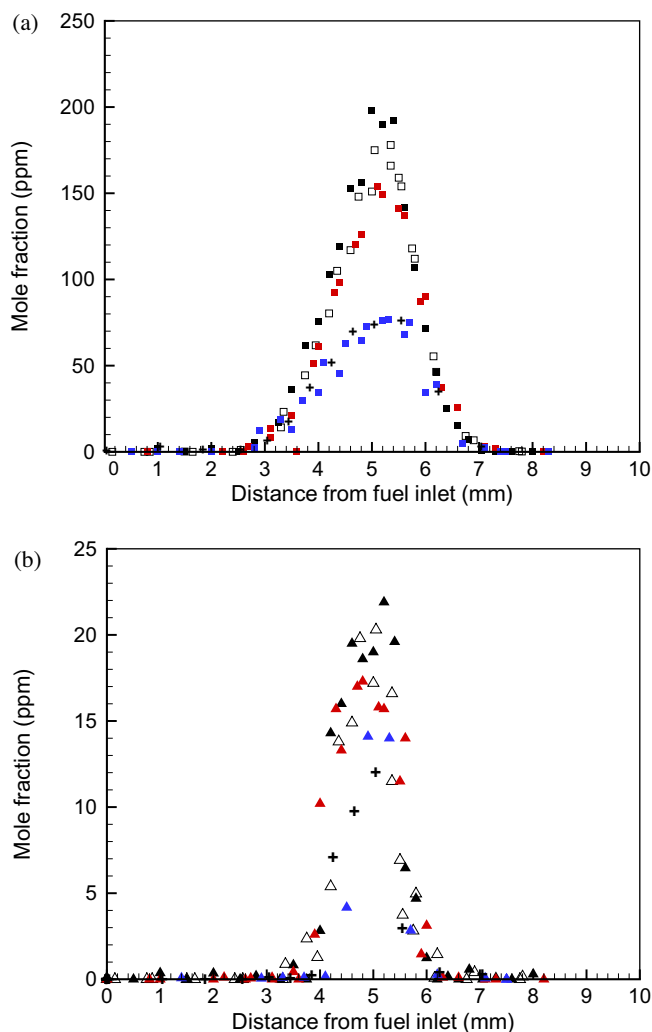 (a)
250
200
150
100
50
0
Mole fraction (ppm)
0 1 2 3 4 5 6 7 8 9 10
Distance from fuel inlet (mm)
(b)
25
20
15
10
5
0
Mole fraction (ppm)
0 1 2 3 4 5 6 7 8 9 10
Distance from fuel inlet (mm)